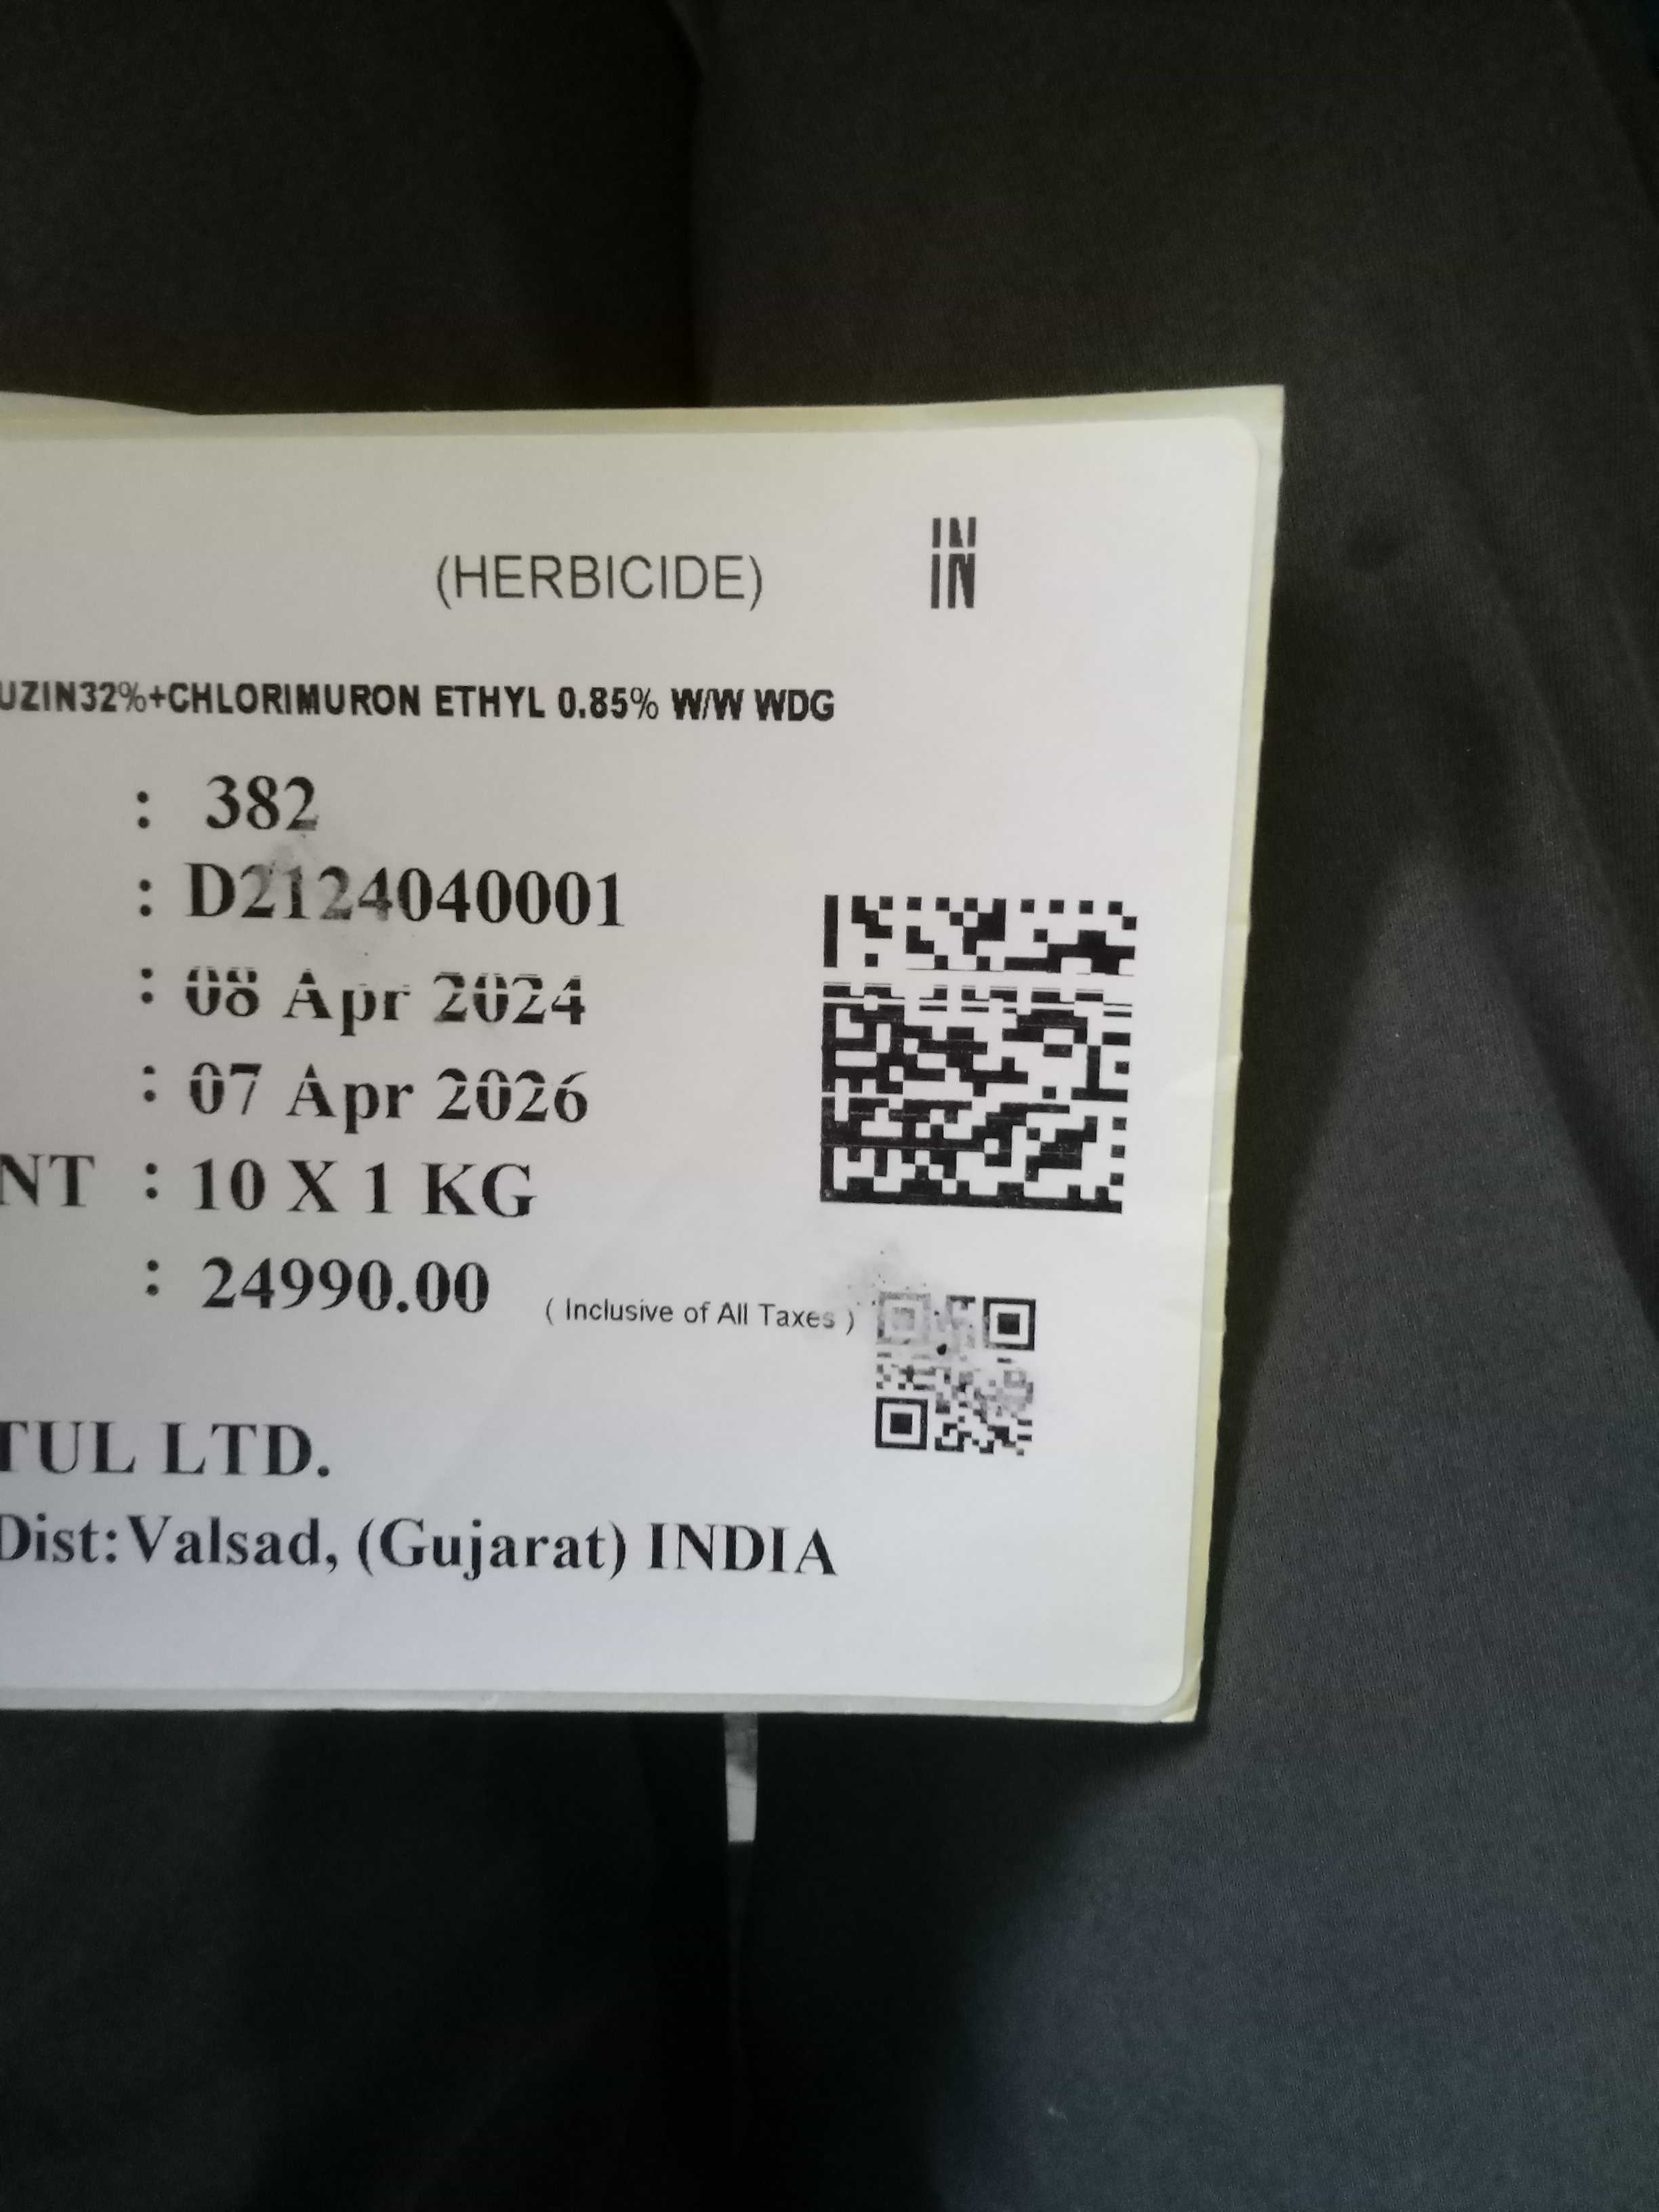 (HERBICIDE) IN
UZIN32%+CHLORIMURON ETHYL 0.85% W/W WDG
: 382
: D2124040001
: 08 Apr 2024
: 07 Apr 2026
NT : 10 X 1 KG
: 24990.00 ( Inclusive of All Taxes )
TUL LTD.
Dist:Valsad, (Gujarat) INDIA